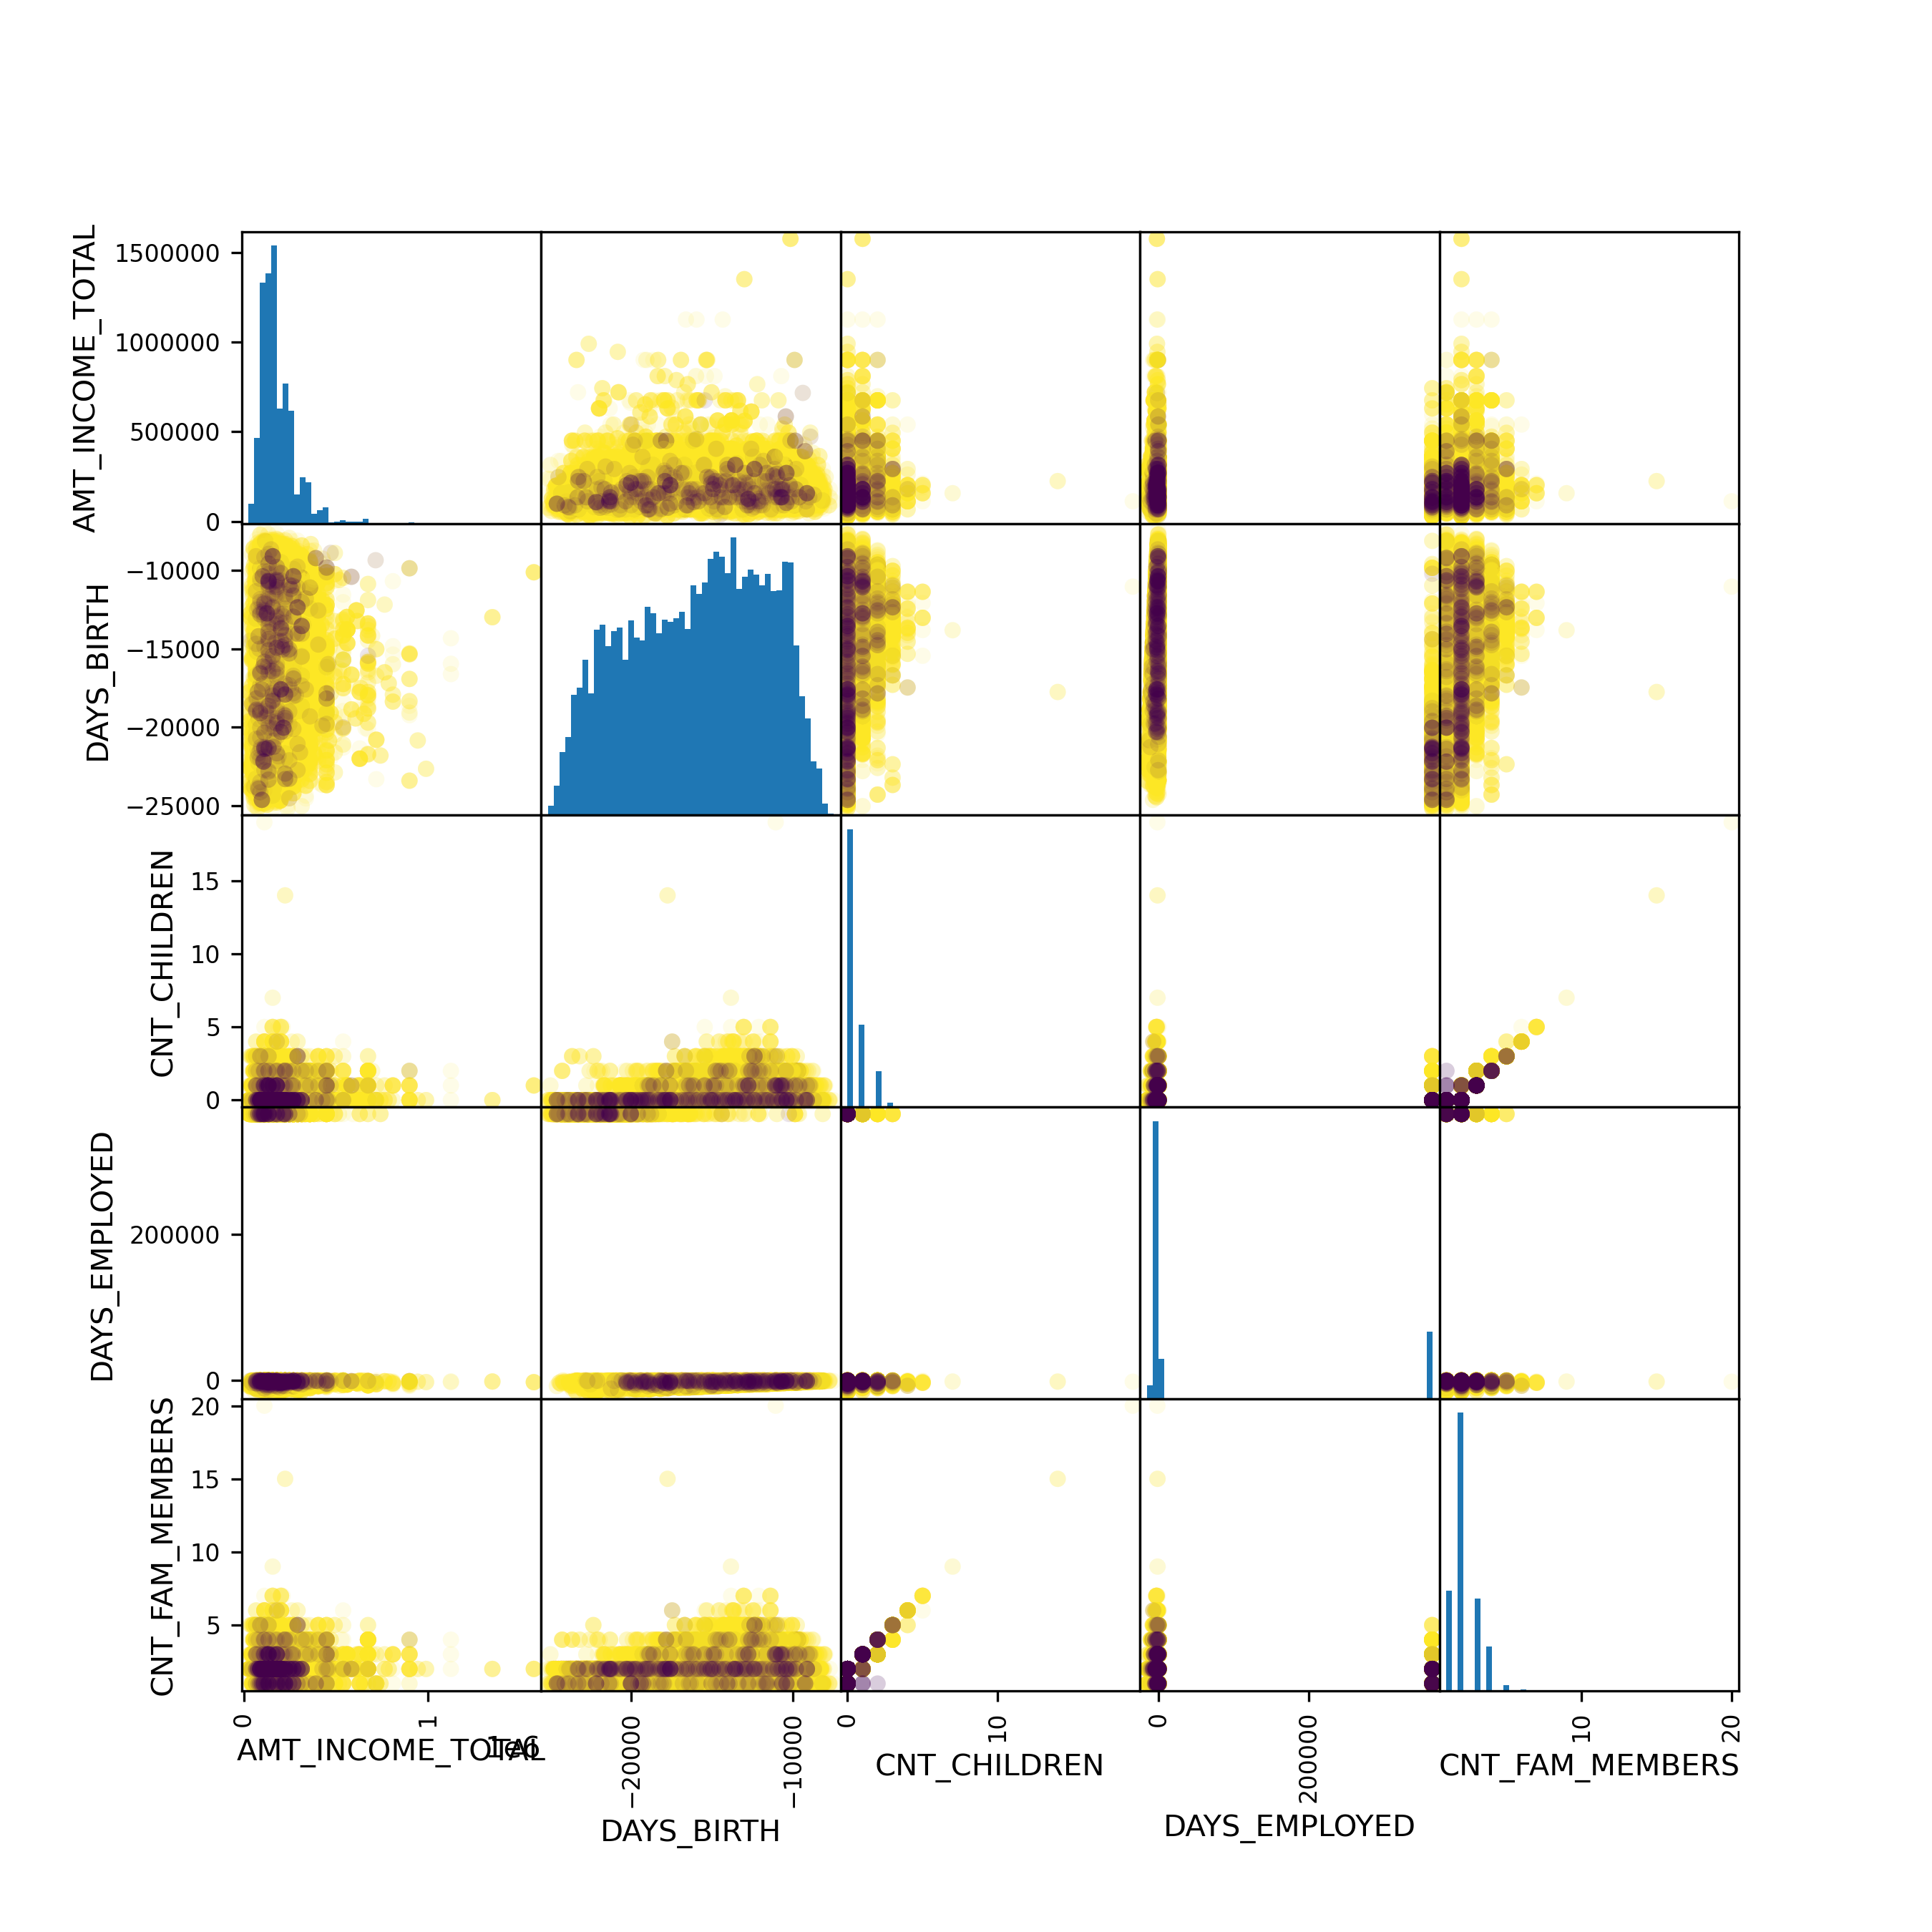 AMT_INCOME_TOTAL
1500000
1000000
500000
0
DAYS_BIRTH
−10000
−15000
−20000
−25000
CNT_CHILDREN
15
10
5
0
DAYS_EMPLOYED
200000
0
CNT_FAM_MEMBERS
20
15
10
5
0
1
1e6
AMT_INCOME_TOTAL
−20000
−10000
DAYS_BIRTH
0
10
CNT_CHILDREN
0
200000
DAYS_EMPLOYED
10
20
CNT_FAM_MEMBERS